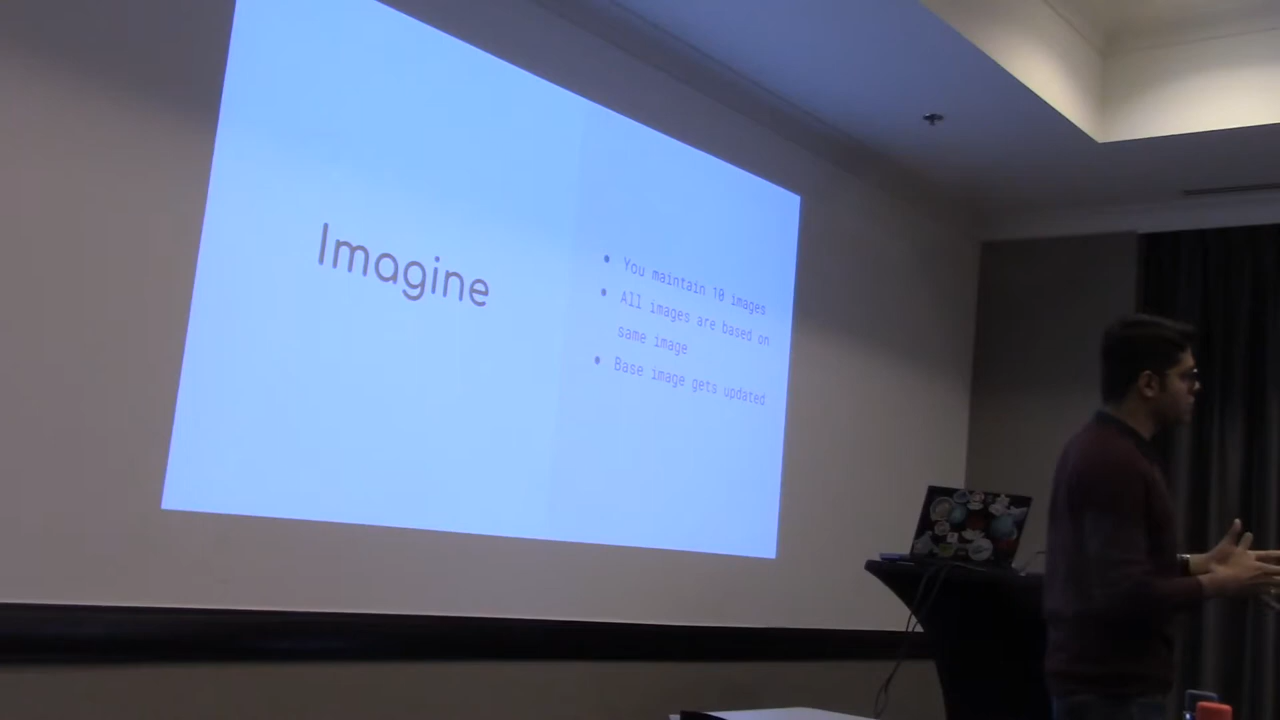 Imagine
• You maintain 10 images
• All images are based on
same image
• Base image gets updated